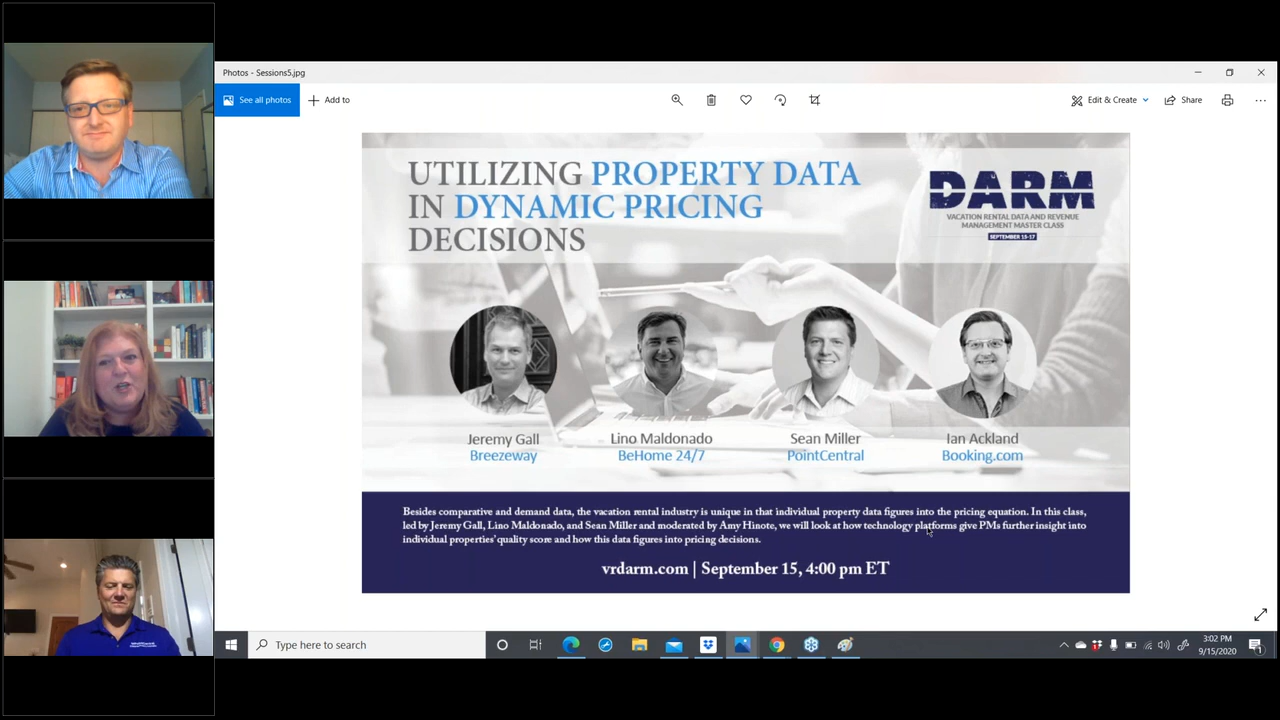 Photos - Sessions5.jpg
See all photos
Add to
Edit & Create
Share
UTILIZING PROPERTY DATA
IN DYNAMIC PRICING
DECISIONS
DARM
VACATION RENTAL DATA AND REVENUE
MANAGEMENT MASTER CLASS
SEPTEMBER 15-17
Jeremy Gall
Breezeway
Lino Maldonado
BeHome 24/7
Sean Miller
PointCentral
Ian Ackland
Booking.com
Besides comparative and demand data, the vacation rental industry is unique in that individual property data figures into the pricing equation. In this class,
led by Jeremy Gall, Lino Maldonado, and Sean Miller and moderated by Amy Hinote, we will look at how technology platforms give PMs further insight into
individual properties' quality score and how this data figures into pricing decisions.
vrdarm.com | September 15, 4:00 pm ET
Type here to search
3:02 PM
9/15/2020
1